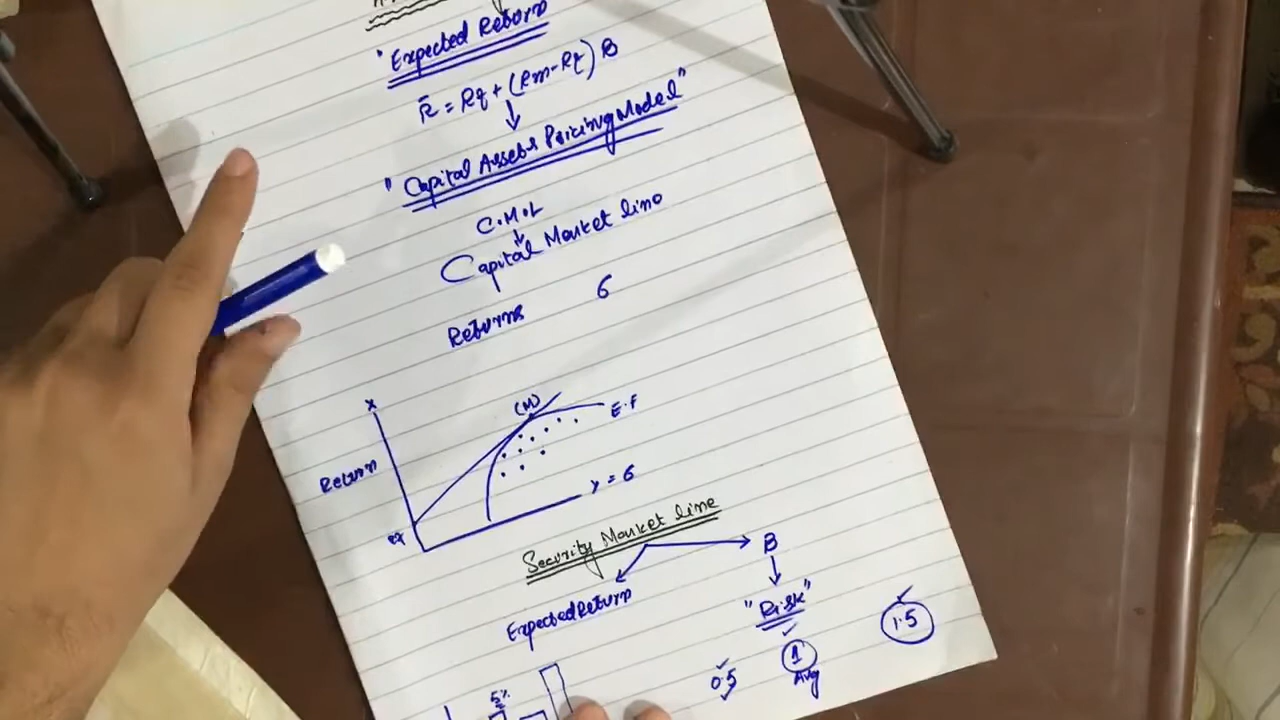 "Expected Return
R̄ = Rf + (Rm-Rf) B
"Capital Assets Pricing Model"
C.M.L
Capital Market line
Returns 6
X
(M)
E.F
Return
Rf
y = 6
Security Market line
B
Expected Return
"Risk"
1.5
1
0.5
Avg
5%